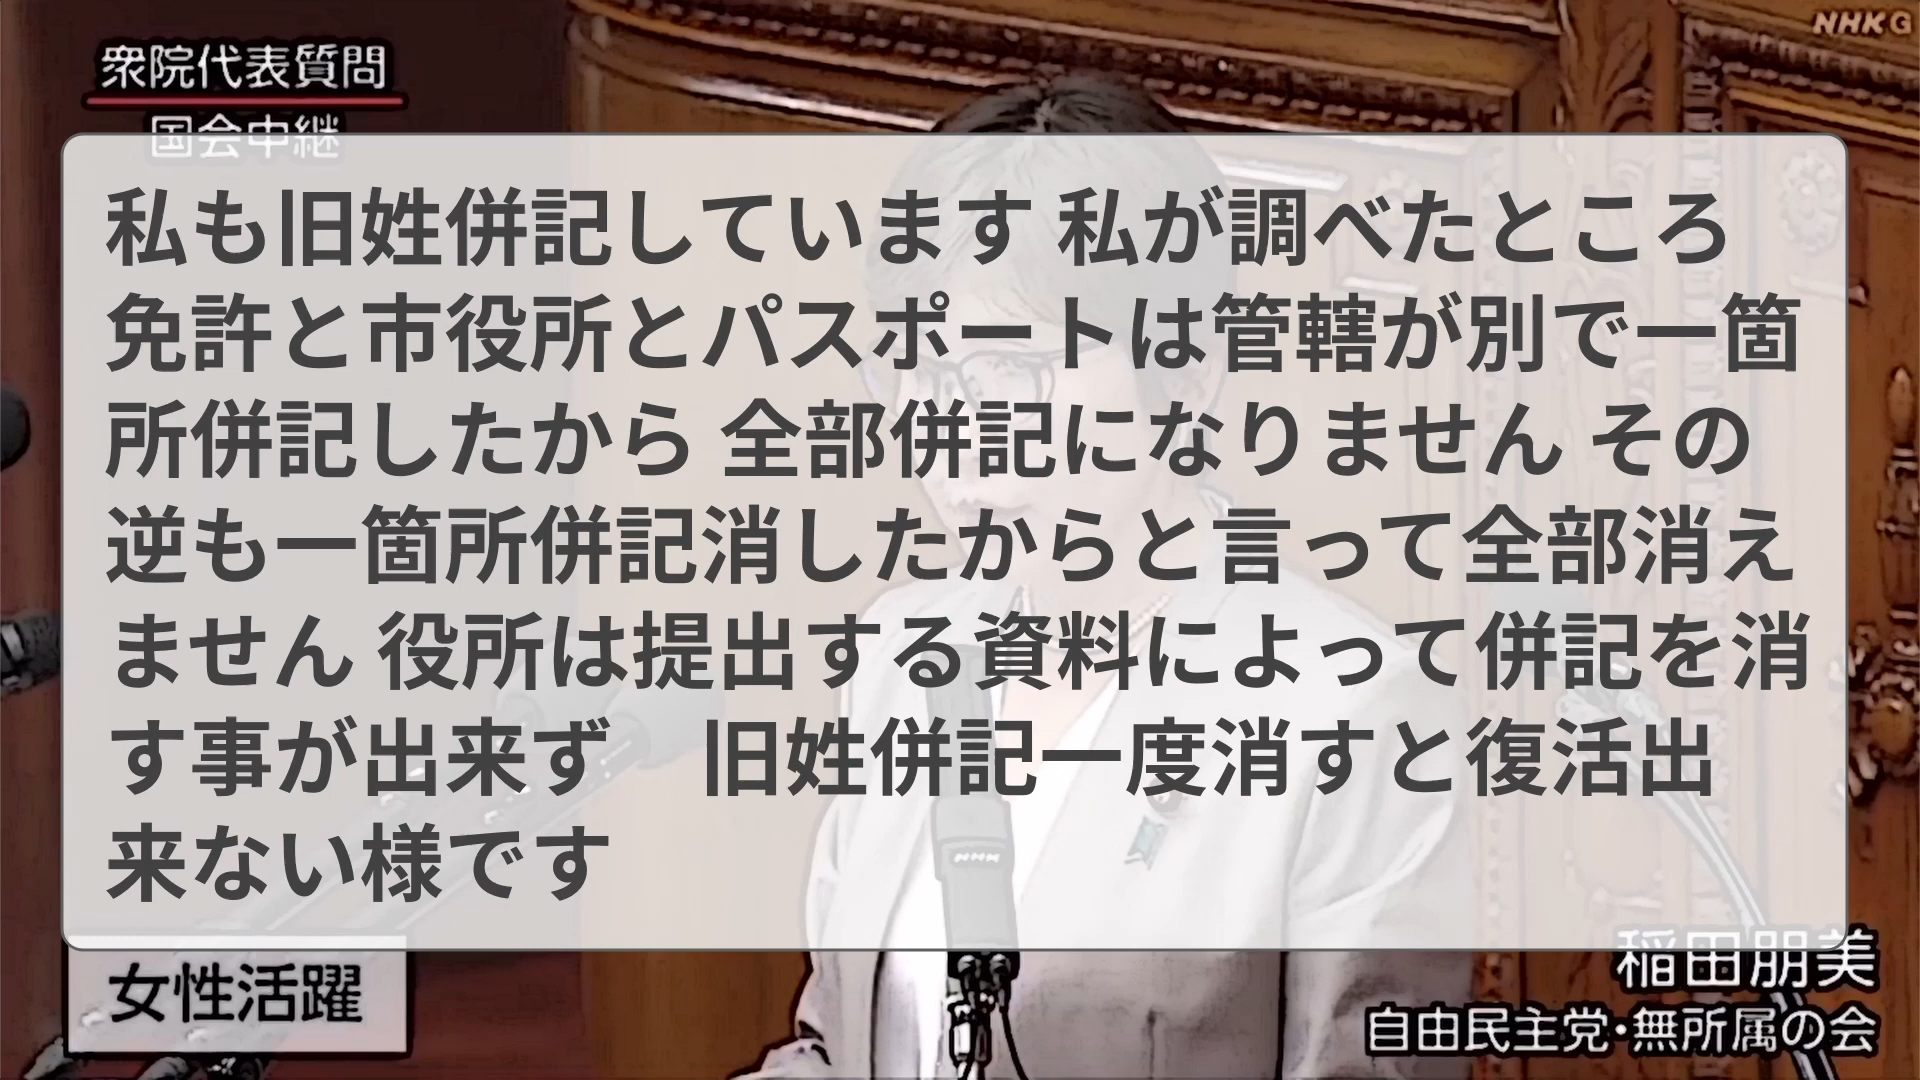 NHK G
衆院代表質問
国会中継
私も旧姓併記しています 私が調べたところ
免許と市役所とパスポートは管轄が別で一箇
所併記したから 全部併記になりません その
逆も一箇所併記消したからと言って全部消え
ません 役所は提出する資料によって併記を消
す事が出来ず　旧姓併記一度消すと復活出
来ない様です
NHK
女性活躍
稲田朋美
自由民主党・無所属の会